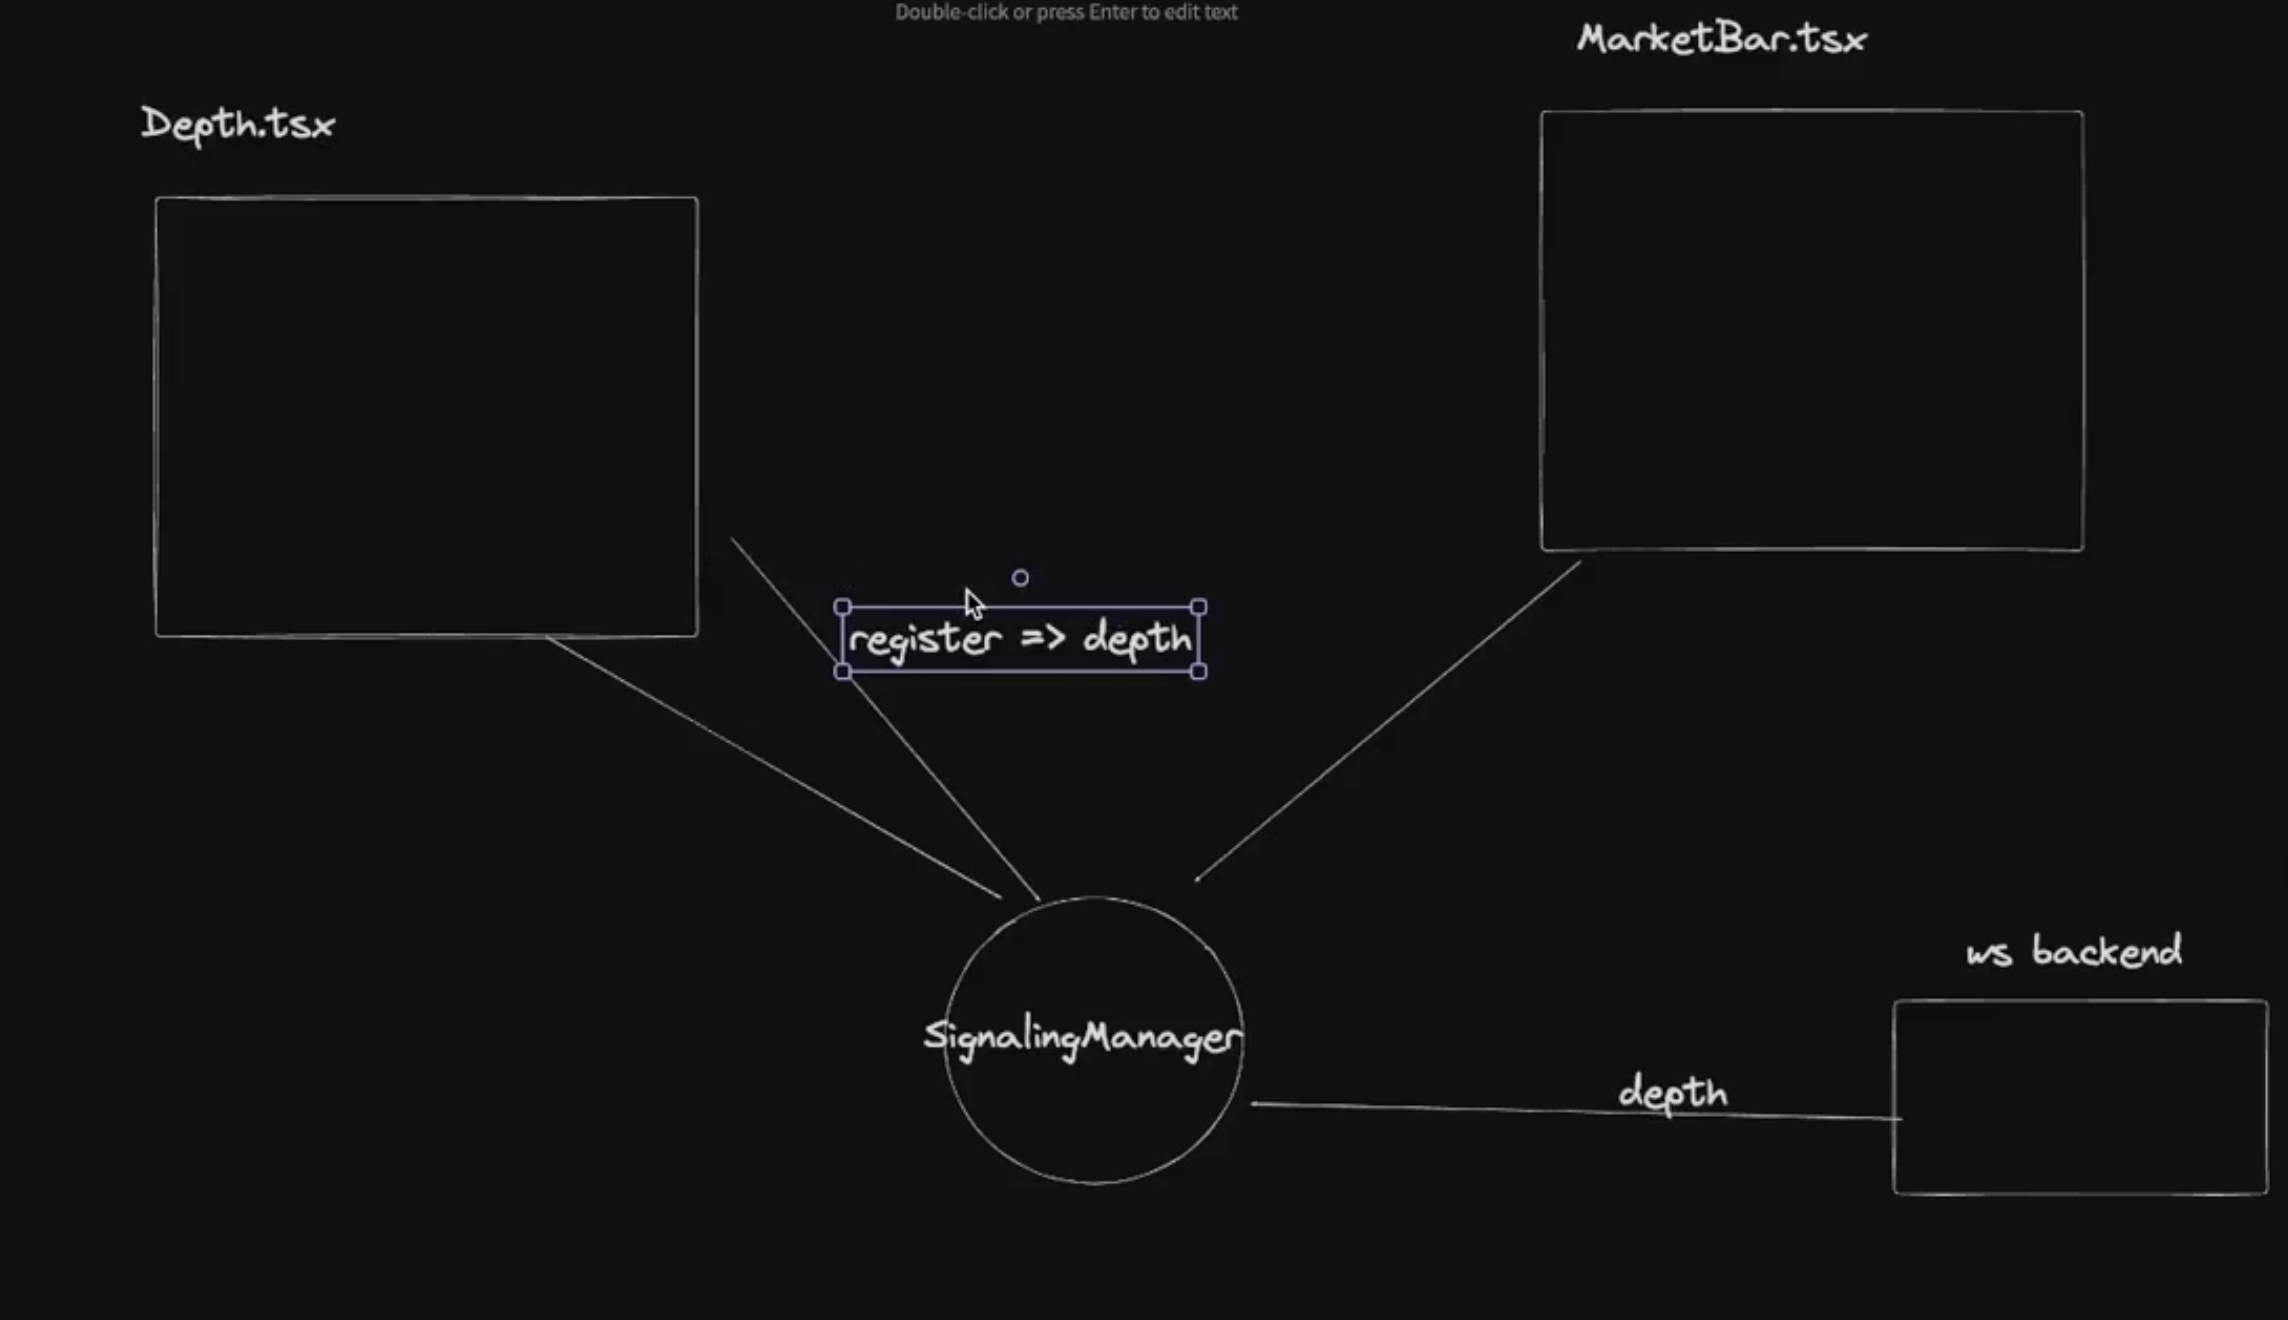 Double-click or press Enter to edit text
MarketBar.tsx
Depth.tsx
register => depth
ws backend
SignalingManager
depth